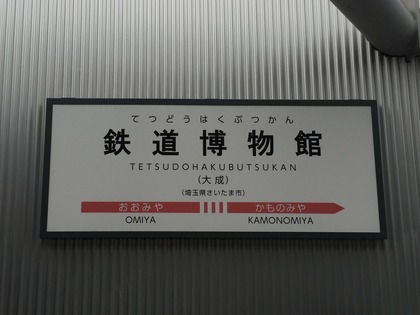 てつどうはくぶつかん
鉄道博物館
TETSUDOHAKUBUTSUKAN
(大成)
(埼玉県さいたま市)
おおみや かものみや
OMIYA KAMONOMIYA